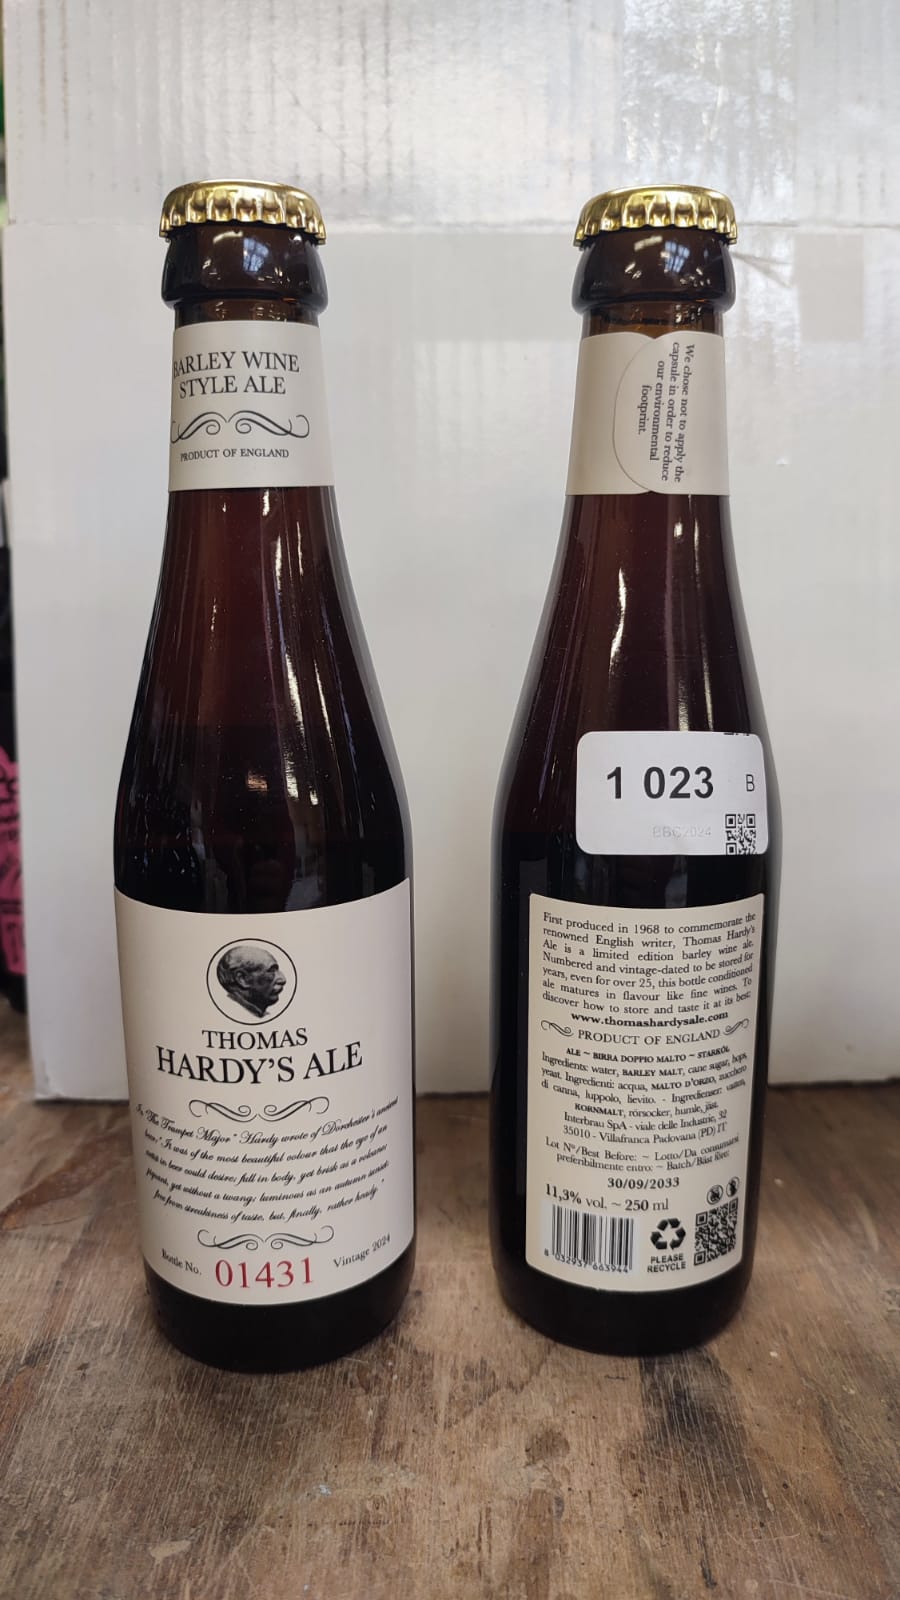 BARLEY WINE
STYLE ALE
PRODUCT OF ENGLAND
THOMAS
HARDY'S ALE
In "The Trumpet Major" Hardy wrote of Dorchester's ancient
beer, "It was of the most beautiful colour that the eye of an
artist in beer could desire; full in body, yet brisk as a volcano;
piquant, yet without a twang; luminous as an autumn sunset;
free from streakiness of taste, but, finally, rather heady."
Bottle No. 01431 Vintage 2024
We chose not to apply the
capsule in order to reduce
our environmental
footprint.
1 023 B
BBC2024
First produced in 1968 to commemorate the
renowned English writer, Thomas Hardy's
Ale is a limited edition barley wine ale.
Numbered and vintage-dated to be stored for
years, even for over 25, this bottle conditioned
ale matures in flavour like fine wines. To
discover how to store and taste it at its best:
www.thomashardysale.com
PRODUCT OF ENGLAND
ALE ~ BIRRA DOPPIO MALTO ~ STARKÖL
Ingredients: water, BARLEY MALT, cane sugar, hops,
yeast. Ingredienti: acqua, MALTO D'ORZO, zucchero
di canna, luppolo, lievito. - Ingredienser: vatten,
KORNMALT, rörsocker, humle, jäst.
Interbrau SpA - viale delle Industrie, 32
35010 - Villafranca Padovana (PD) IT
Lot N°/Best Before: ~ Lotto/Da consumarsi
preferibilmente entro: ~ Batch/Bäst före:
30/09/2033
11,3% vol. ~ 250 ml
8 032937 663944
PLEASE
RECYCLE